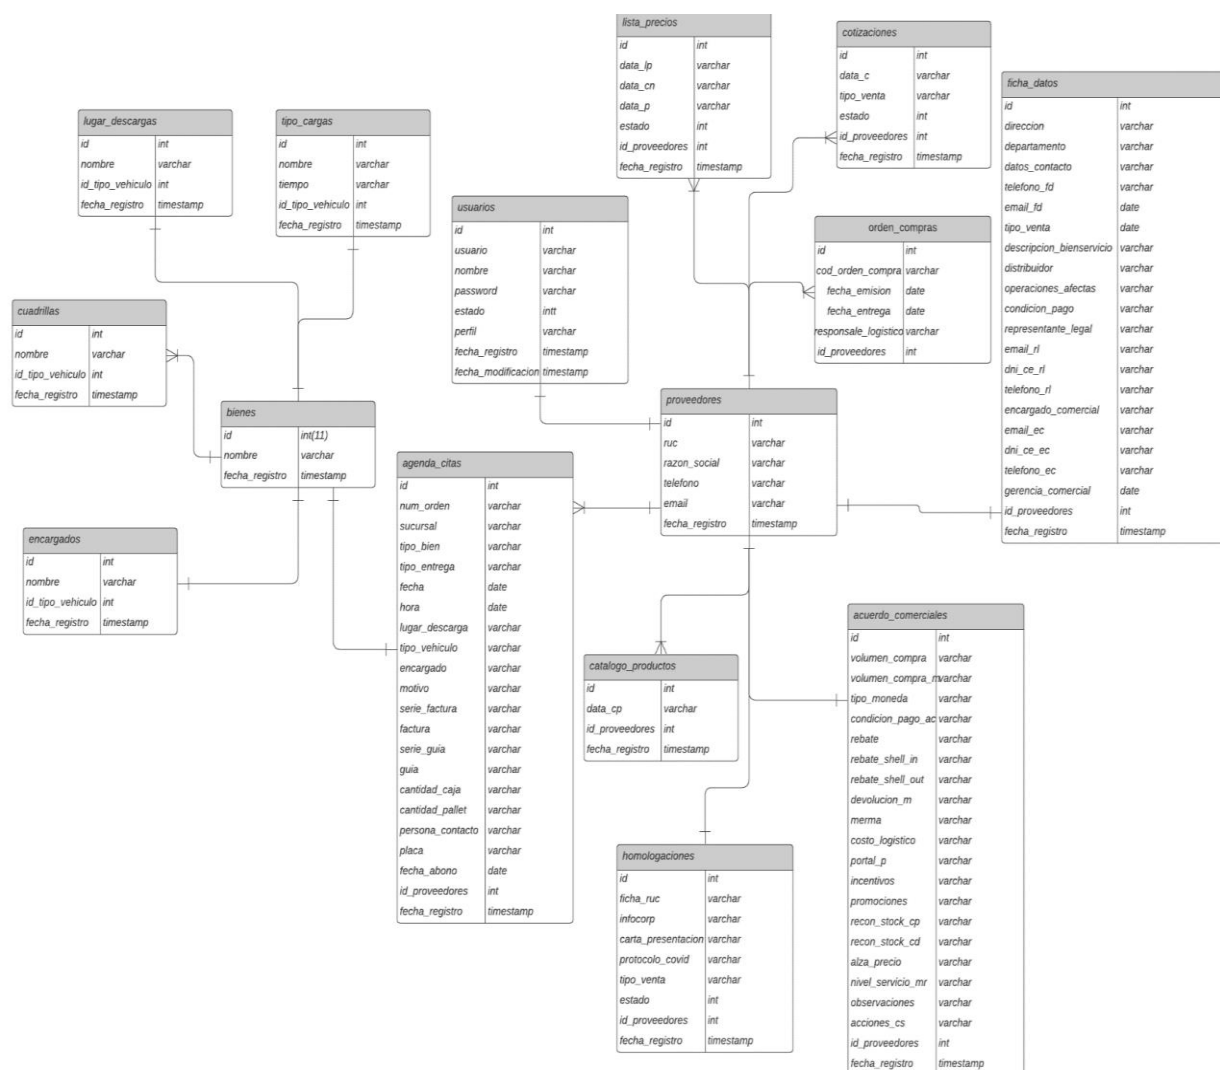 lista_precios
id int
data_lp varchar
data_cn varchar
data_p varchar
estado int
id_proveedores int
fecha_registro timestamp
cotizaciones
id int
data_c varchar
tipo_venta varchar
estado int
id_proveedores int
fecha_registro timestamp
ficha_datos
id int
direccion varchar
departamento varchar
datos_contacto varchar
telefono_fd varchar
email_fd date
tipo_venta date
descripcion_bienservicio varchar
distribuidor varchar
operaciones_afectas varchar
condicion_pago varchar
representante_legal varchar
email_rl varchar
dni_ce_rl varchar
telefono_rl varchar
encargado_comercial varchar
email_ec varchar
dni_ce_ec varchar
telefono_ec varchar
gerencia_comercial date
id_proveedores int
fecha_registro timestamp
lugar_descargas
id int
nombre varchar
id_tipo_vehiculo int
fecha_registro timestamp
tipo_cargas
id int
nombre varchar
tiempo varchar
id_tipo_vehiculo int
fecha_registro timestamp
usuarios
id int
usuario varchar
nombre varchar
password varchar
estado intt
perfil varchar
fecha_registro timestamp
fecha_modificacion timestamp
orden_compras
id int
cod_orden_compra varchar
fecha_emision date
fecha_entrega date
responsale_logistico varchar
id_proveedores int
cuadrillas
id int
nombre varchar
id_tipo_vehiculo int
fecha_registro timestamp
bienes
id int(11)
nombre varchar
fecha_registro timestamp
proveedores
id int
ruc varchar
razon_social varchar
telefono varchar
email varchar
fecha_registro timestamp
agenda_citas
id int
num_orden varchar
sucursal varchar
tipo_bien varchar
tipo_entrega varchar
fecha date
hora date
lugar_descarga varchar
tipo_vehiculo varchar
encargado varchar
motivo varchar
serie_factura varchar
factura varchar
serie_guia varchar
guia varchar
cantidad_caja varchar
cantidad_pallet varchar
persona_contacto varchar
placa varchar
fecha_abono date
id_proveedores int
fecha_registro timestamp
encargados
id int
nombre varchar
id_tipo_vehiculo int
fecha_registro timestamp
catalogo_productos
id int
data_cp varchar
id_proveedores int
fecha_registro timestamp
acuerdo_comerciales
id int
volumen_compra varchar
volumen_compra_m varchar
tipo_moneda varchar
condicion_pago_ac varchar
rebate varchar
rebate_shell_in varchar
rebate_shell_out varchar
devolucion_m varchar
merma varchar
costo_logistico varchar
portal_p varchar
incentivos varchar
promociones varchar
recon_stock_cp varchar
recon_stock_cd varchar
alza_precio varchar
nivel_servicio_mr varchar
observaciones varchar
acciones_cs varchar
id_proveedores int
fecha_registro timestamp
homologaciones
id int
ficha_ruc varchar
infocorp varchar
carta_presentacion varchar
protocolo_covid varchar
tipo_venta varchar
estado int
id_proveedores int
fecha_registro timestamp